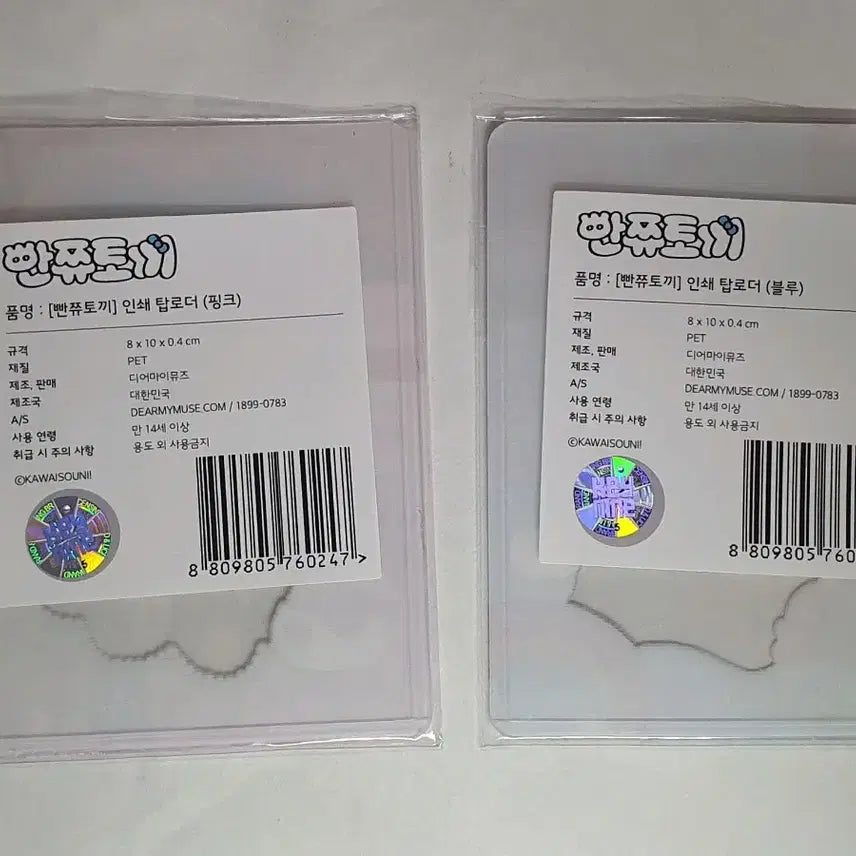 빤쮸토끼
품명 : [빤쮸토끼] 인쇄 탑로더 (핑크)
규격 8 x 10 x 0.4 cm
재질 PET
제조, 판매 디어마이뮤즈
제조국 대한민국
A/S DEARMYMUSE.COM / 1899-0783
사용 연령 만 14세 이상
취급 시 주의 사항 용도 외 사용금지
©KAWAISOUNI!
8 809805 760247 >
빤쮸토끼
품명 : [빤쮸토끼] 인쇄 탑로더 (블루)
규격 8 x 10 x 0.4 cm
재질 PET
제조, 판매 디어마이뮤즈
제조국 대한민국
A/S DEARMYMUSE.COM / 1899-0783
사용 연령 만 14세 이상
취급 시 주의 사항 용도 외 사용금지
©KAWAISOUNI!
8 809805 760